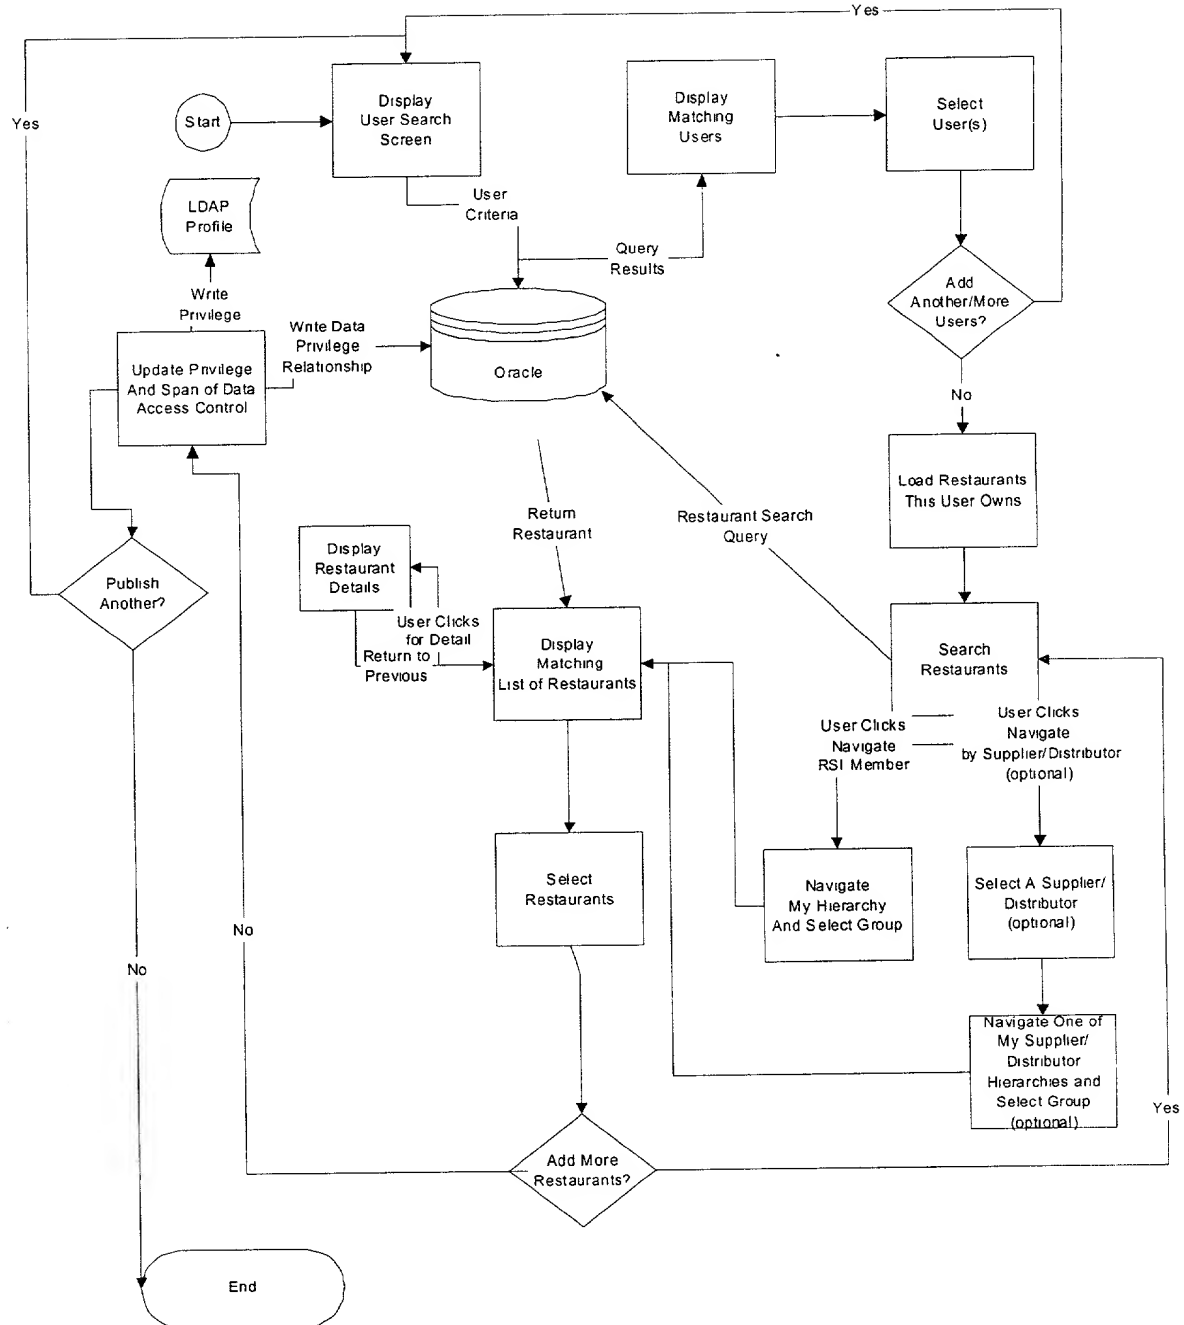 Yes
Yes
Start
Display
User Search
Screen
Display
Matching
Users
Select
User(s)
LDAP
Profile
User
Criteria
Query
Results
Add
Another/More
Users?
Write
Privilege
Write Data
Privilege
Relationship
Update Privilege
And Span of Data
Access Control
Oracle
No
Load Restaurants
This User Owns
Return
Restaurant
Restaurant Search
Query
Publish
Another?
Display
Restaurant
Details
User Clicks
for Detail
Return to
Previous
Display
Matching
List of Restaurants
Search
Restaurants
User Clicks
Navigate
RSI Member
User Clicks
Navigate
by Supplier/Distributor
(optional)
Select
Restaurants
Navigate
My Hierarchy
And Select Group
Select A Supplier/
Distributor
(optional)
No
No
Navigate One of
My Supplier/
Distributor
Hierarchies and
Select Group
(optional)
Yes
Add More
Restaurants?
End